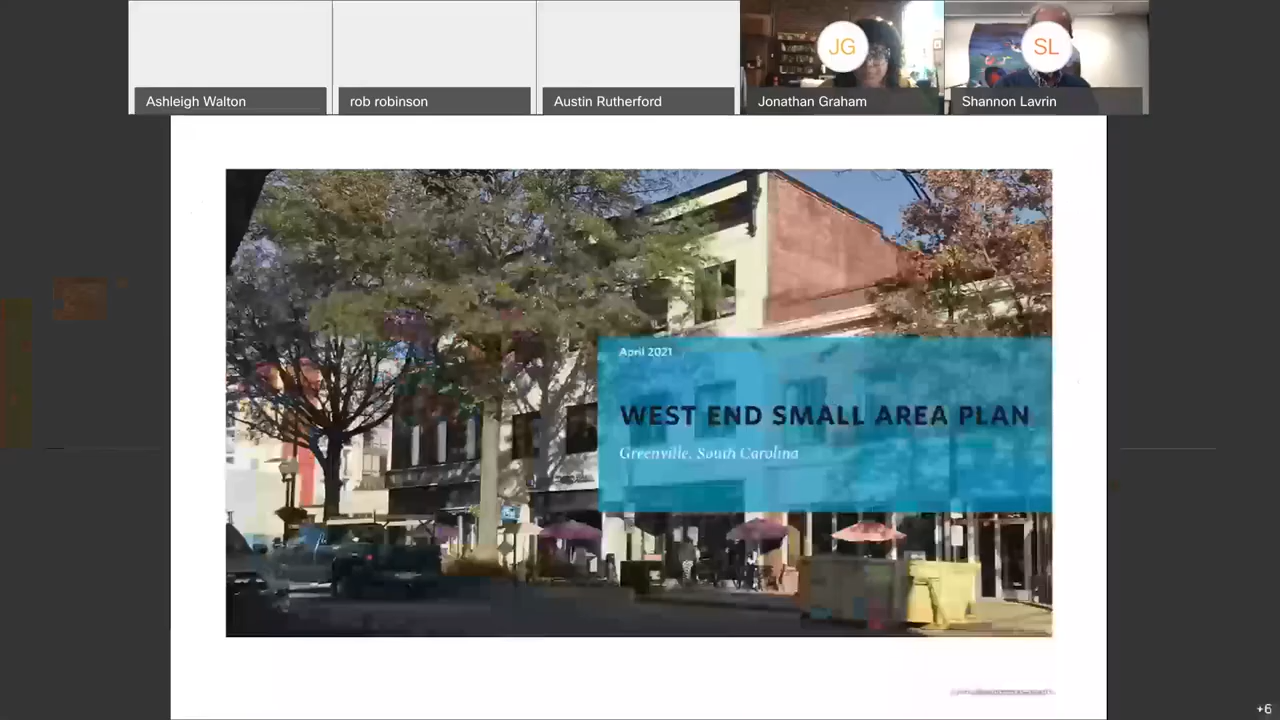 Ashleigh Walton
rob robinson
Austin Rutherford
JG
Jonathan Graham
SL
Shannon Lavrin
April 2021
WEST END SMALL AREA PLAN
Greenville, South Carolina
+6